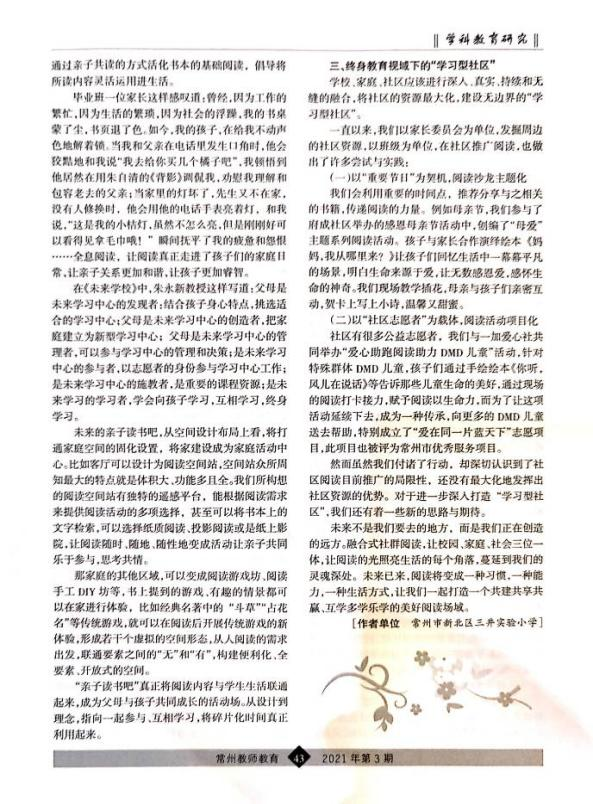 学科教育研究
通过亲子共读的方式活化书本的基础阅读，倡导将
所读内容灵活运用进生活。
毕业班一位家长这样感叹道：曾经，因为工作的
繁忙，因为生活的繁琐，因为社会的浮躁，我的书桌
蒙了尘，书页退了色。如今，我的孩子，在给我不动声
色地解着锁。当我和父亲在电话里发生口角时，他会
狡黠地和我说“我去给你买几个橘子吧”，我顿悟到
他居然在用朱自清的《背影》调侃我，劝慰我理解和
包容老去的父亲；当家里的灯坏了，先生又不在家，
没有人修换时，他会用他的电话手表亮着灯，和我
说，“这是我的小桔灯，虽然不怎么亮，但是刚刚好可
以看得见拿毛巾哦！”瞬间抚平了我的疲惫和怨恨
……全息阅读，让阅读真正走进了孩子们的家庭日
常，让亲子关系更加和谐，让孩子更加睿智。
在《未来学校》中，朱永新教授这样写道：父母是
未来学习中心的发现者：结合孩子身心特点，挑选适
合的学习中心；父母是未来学习中心的创造者，把家
庭建立为新型学习中心；父母是未来学习中心的管
理者，可以参与学习中心的管理和决策；是未来学习
中心的参与者，以志愿者的身份参与学习中心工作；
是未来学习中心的施教者，是重要的课程资源；是未
来学习的学习者，学会向孩子学习，互相学习，终身
学习。
未来的亲子读书吧，从空间设计布局上看，将打
通家庭空间的固化设置，将家建设成为家庭活动中
心。比如客厅可以设计为阅读空间站，空间站众所周
知最大的特点就是体积大、功能多且全。我们所构想
的阅读空间站有独特的遥感平台，能根据阅读需求
来提供阅读活动的多项选择，甚至可以将书本上的
文字检索，可以选择纸质阅读、投影阅读或是纸上影
院，让阅读随时、随地、随性地变成活动让亲子共同
乐于参与，思考共情。
那家庭的其他区域，可以变成阅读游戏坊、阅读
手工DIY坊等，书上提到的游戏、有趣的情景都可
以在家进行体验，比如经典名著中的“斗草”“占花
名”等传统游戏，就可以在阅读后开展传统游戏的新
体验，形成若干个虚拟的空间形态，从人阅读的需求
出发，联通要素之间的“无”和“有”，构建便利化、全
要素、开放式的空间。
“亲子读书吧”真正将阅读内容与学生生活联通
起来，成为父母与孩子共同成长的活动场。从设计到
理念，指向一起参与、互相学习，将碎片化时间真正
利用起来。
三、终身教育视域下的“学习型社区”
学校、家庭、社区应该进行深入、真实、持续和无
缝的融合，将社区的资源最大化，建设无边界的“学
习型社区”。
一直以来，我们以家长委员会为单位，发掘周边
的社区资源，以班级为单位，在社区推广阅读，也做
出了许多尝试与实践：
（一）以“重要节日”为契机，阅读沙龙主题化
我们会利用重要的时间点，推荐分享与之相关
的书籍，传递阅读的力量。例如母亲节，我们参与了
府成社区举办的感恩母亲节活动中，创编了“母爱”
主题系列阅读活动。孩子与家长合作演绎绘本《妈
妈，我从哪里来？》让孩子们回忆生活中一幕幕平凡
的场景，明白生命来源于爱，让无数感恩爱，感怀生
命的神奇。我们现场教学插花，母亲与孩子们亲密互
动，贺卡上写上小诗，温馨又甜蜜。
（二）以“社区志愿者”为载体，阅读活动项目化
社区有很多公益志愿者，我们与一加爱心社共
同举办“爱心助跑阅读助力DMD儿童”活动，针对
特殊群体DMD儿童，孩子们通过手绘绘本《你听，
风儿在说话》等告诉那些儿童生命的美好，通过现场
的阅读打卡接力，赋予阅读以生命力，而为了让这项
活动延续下去，成为一种传承，向更多的DMD儿童
送去帮助，特别成立了“爱在同一片蓝天下”志愿项
目，此项目也被评为常州市优秀服务项目。
然而虽然我们付诸了行动，却深切认识到了社
区阅读目前推广的局限性，还没有最大化地发挥出
社区资源的优势。对于进一步深入打造“学习型社
区”，我们还有着一些新的思路与期待。
未来不是我们要去的地方，而是我们正在创造
的远方。融合式社群阅读，让校园、家庭、社会三位一
体，让阅读的光照亮生活的每个角落，蔓延到我们的
灵魂深处。未来已来，阅读将变成一种习惯，一种能
力，一种生活方式，让我们一起打造一个共建共享共
赢、互学多学乐学的美好阅读场域。
［作者单位　常州市新北区三井实验小学］
常州教师教育 43 2021年第3期